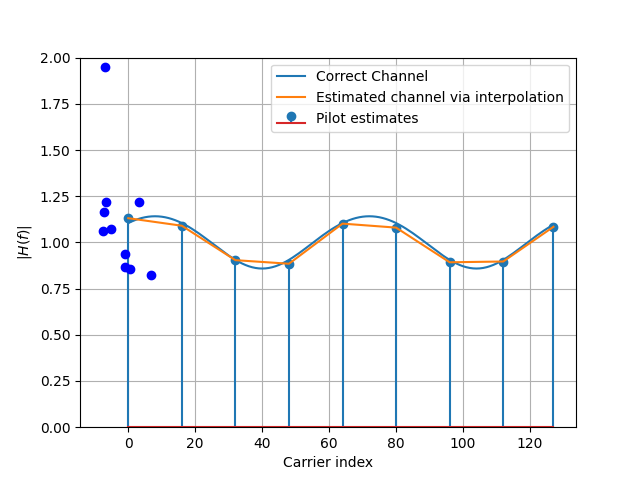 2.00
1.75
1.50
1.25
1.00
0.75
0.50
0.25
0.00
|H(f)|
Correct Channel
Estimated channel via interpolation
Pilot estimates
0 20 40 60 80 100 120
Carrier index